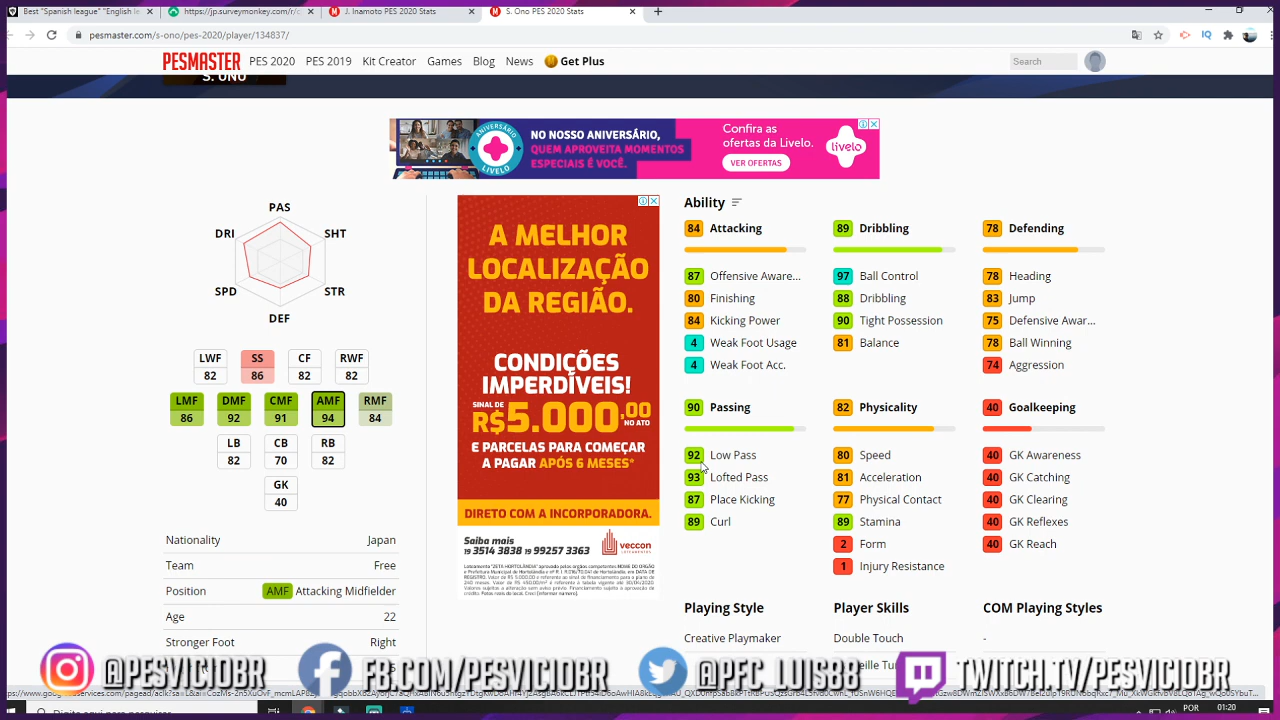 Best "Spanish league" "English le
https://jp.surveymonkey.com/r/c
J. Inamoto PES 2020 Stats
S. Ono PES 2020 Stats
pesmaster.com/s-ono/pes-2020/player/134837/
PESMASTER PES 2020 PES 2019 Kit Creator Games Blog News Get Plus Search
S. ONO
ANIVERSÁRIO LIVELO
NO NOSSO ANIVERSÁRIO,
QUEM APROVEITA MOMENTOS
ESPECIAIS É VOCÊ.
Confira as
ofertas da Livelo.
VER OFERTAS
livelo
PAS
DRI SHT
SPD STR
DEF
LWF SS CF RWF
82 86 82 82
LMF DMF CMF AMF RMF
86 92 91 94 84
LB CB RB
82 70 82
GK
40
Nationality Japan
Team Free
Position AMF Attacking Midfielder
Age 22
Stronger Foot Right
A MELHOR
LOCALIZAÇÃO
DA REGIÃO.
CONDIÇÕES
IMPERDÍVEIS!
SINAL DE
R$5.000,00
NO ATO
E PARCELAS PARA COMEÇAR
A PAGAR APÓS 6 MESES*
DIRETO COM A INCORPORADORA.
Saiba mais
19 3514 3838 19 99257 3363
veccon
Ability
84 Attacking
87 Offensive Aware...
80 Finishing
84 Kicking Power
4 Weak Foot Usage
4 Weak Foot Acc.
89 Dribbling
97 Ball Control
88 Dribbling
90 Tight Possession
81 Balance
78 Defending
78 Heading
83 Jump
75 Defensive Awar...
78 Ball Winning
74 Aggression
90 Passing
92 Low Pass
93 Lofted Pass
87 Place Kicking
89 Curl
82 Physicality
80 Speed
81 Acceleration
77 Physical Contact
89 Stamina
2 Form
1 Injury Resistance
40 Goalkeeping
40 GK Awareness
40 GK Catching
40 GK Clearing
40 GK Reflexes
40 GK Reach
Playing Style
Creative Playmaker
Player Skills
Double Touch
COM Playing Styles
-
@PESVICIOBR
FB.COM/PESVICIOBR
@PFC_LUIS88
TWITCH.TV/PESVICIOBR
Digite aqui para pesquisar
POR
01:20